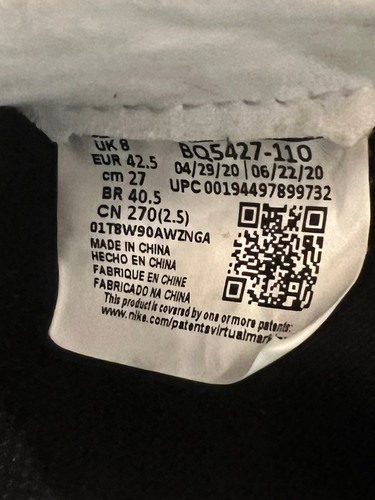 UK 8
EUR 42.5
cm 27
BR 40.5
CN 270(2.5)
01T8W90AWZNGA
BQ5427-110
04/29/20 | 06/22/20
UPC 00194497899732
MADE IN CHINA
HECHO EN CHINA
FABRIQUE EN CHINE
FABRICADO NA CHINA
This product is covered by one or more patents:
www.nike.com/patentsvirtualmar